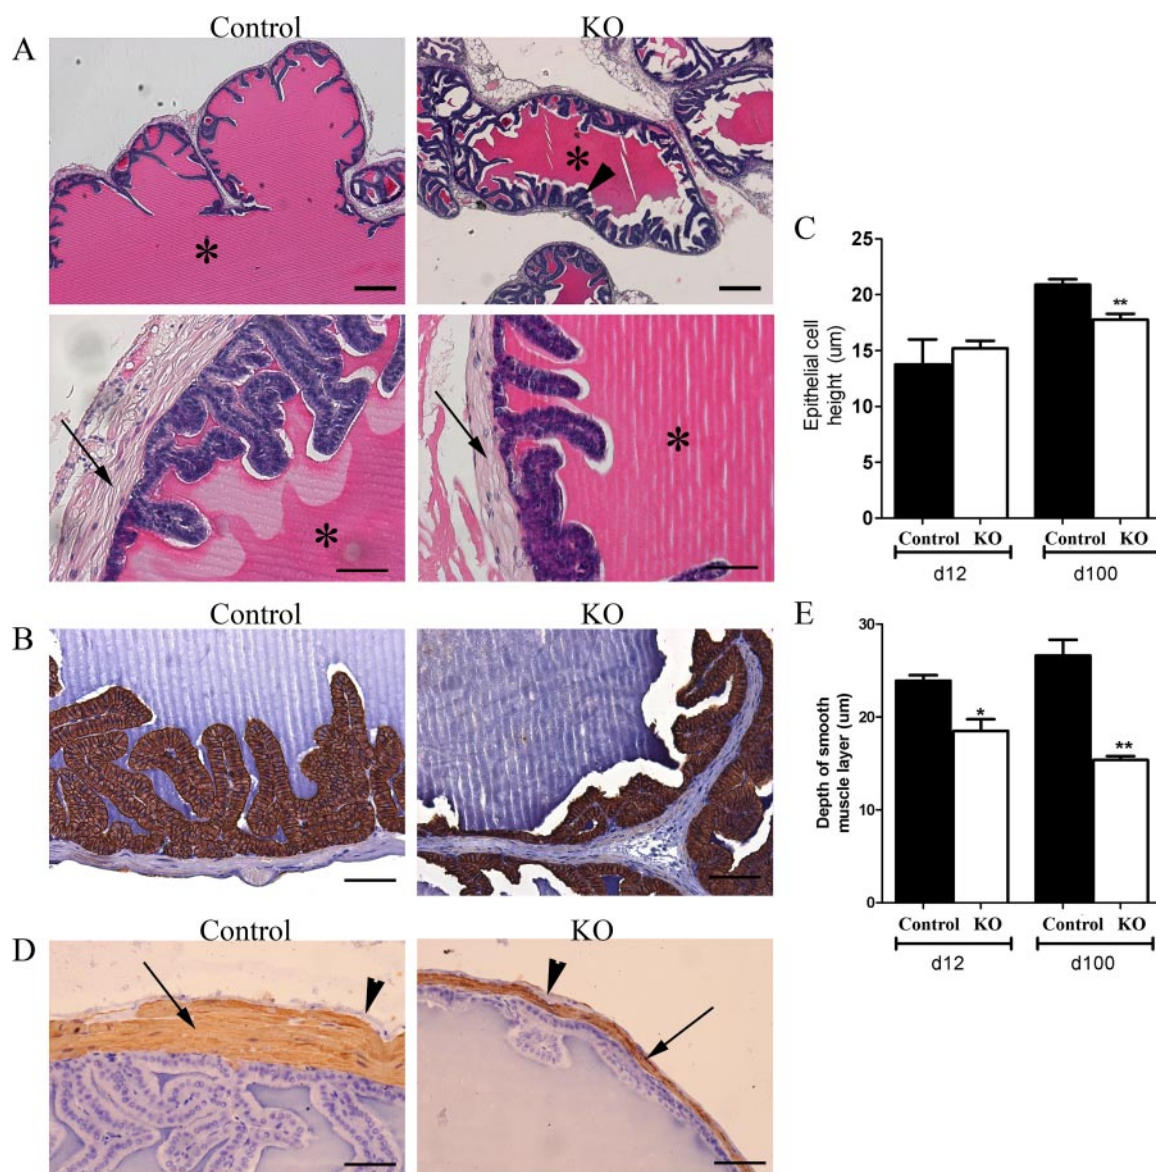 Control KO
A
*
*
*
*
Control KO
B
Control KO
D
C
Epithelial cell
height (um)
25
20
15
10
5
0
**
Control KO Control KO
d12 d100
E
Depth of smooth
muscle layer (um)
30
20
10
0
*
**
Control KO Control KO
d12 d100